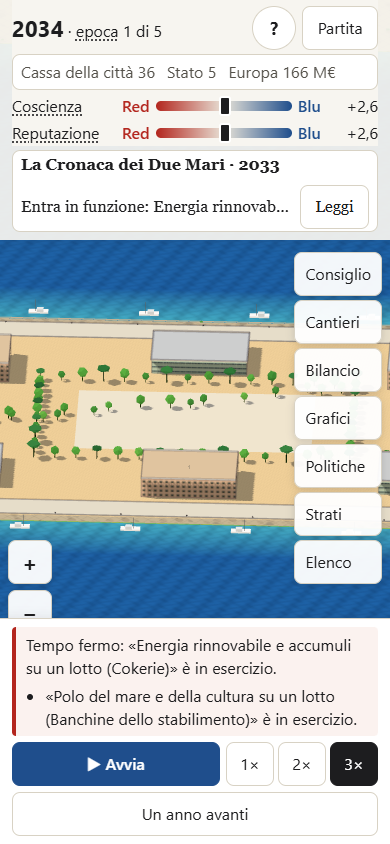 2034 · epoca 1 di 5
?
Partita
Cassa della città 36 Stato 5 Europa 166 M€
Coscienza Red Blu +2,6
Reputazione Red Blu +2,6
La Cronaca dei Due Mari · 2033
Entra in funzione: Energia rinnovab...
Leggi
Consiglio
Cantieri
Bilancio
Grafici
Politiche
Strati
Elenco
+
−
Tempo fermo: «Energia rinnovabile e accumuli
su un lotto (Cokerie)» è in esercizio.
• «Polo del mare e della cultura su un lotto
(Banchine dello stabilimento)» è in esercizio.
▶ Avvia
1×
2×
3×
Un anno avanti